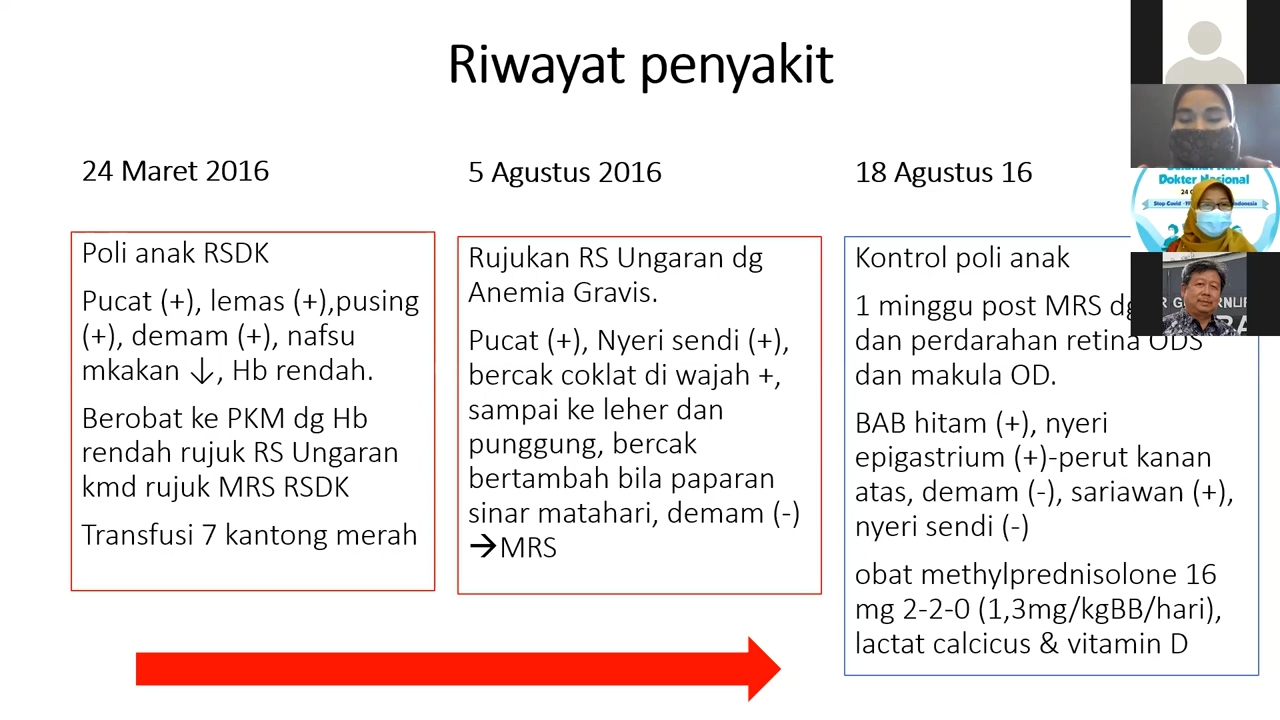 Riwayat penyakit
24 Maret 2016
Poli anak RSDK
Pucat (+), lemas (+),pusing
(+), demam (+), nafsu
mkakan ↓, Hb rendah.
Berobat ke PKM dg Hb
rendah rujuk RS Ungaran
kmd rujuk MRS RSDK
Transfusi 7 kantong merah
5 Agustus 2016
Rujukan RS Ungaran dg
Anemia Gravis.
Pucat (+), Nyeri sendi (+),
bercak coklat di wajah +,
sampai ke leher dan
punggung, bercak
bertambah bila paparan
sinar matahari, demam (-)
→MRS
18 Agustus 16
Kontrol poli anak
1 minggu post MRS dg
dan perdarahan retina ODS
dan makula OD.
BAB hitam (+), nyeri
epigastrium (+)-perut kanan
atas, demam (-), sariawan (+),
nyeri sendi (-)
obat methylprednisolone 16
mg 2-2-0 (1,3mg/kgBB/hari),
lactat calcicus & vitamin D
Dokter Nasional